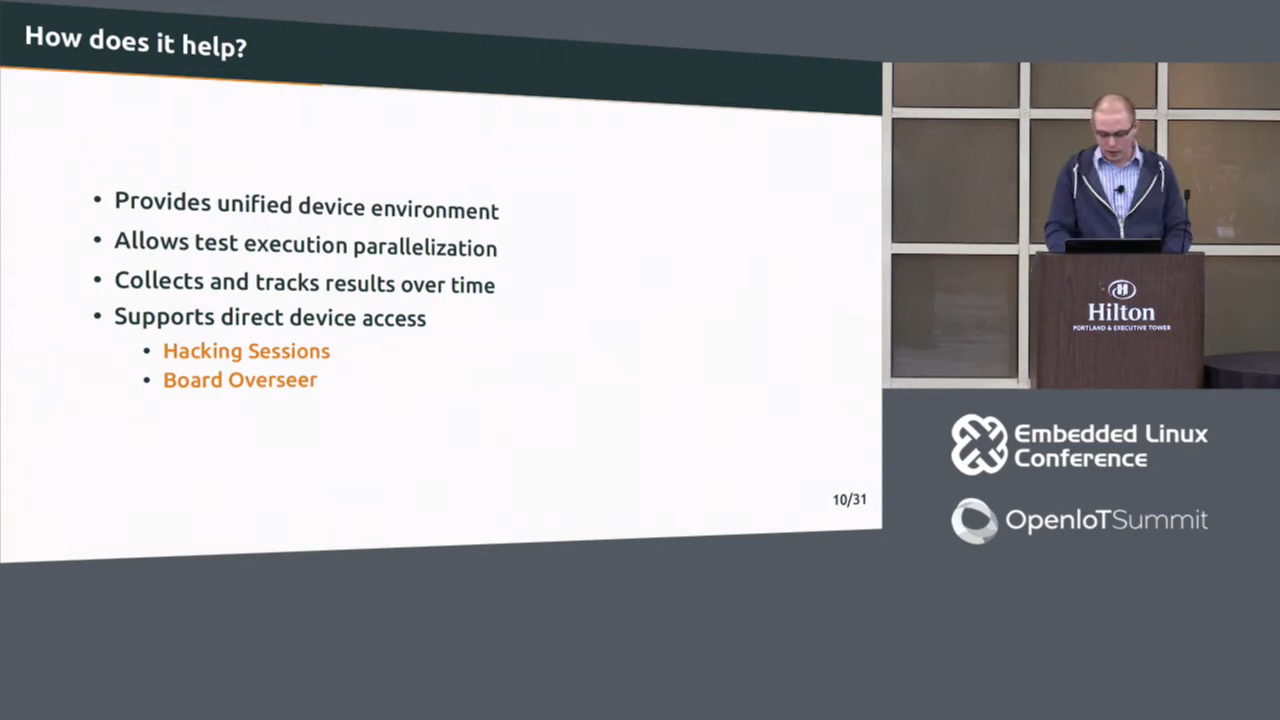 How does it help?
• Provides unified device environment
• Allows test execution parallelization
• Collects and tracks results over time
• Supports direct device access
• Hacking Sessions
• Board Overseer
10/31
H
Hilton
PORTLAND & EXECUTIVE TOWER
Embedded Linux
Conference
OpenIoTSummit